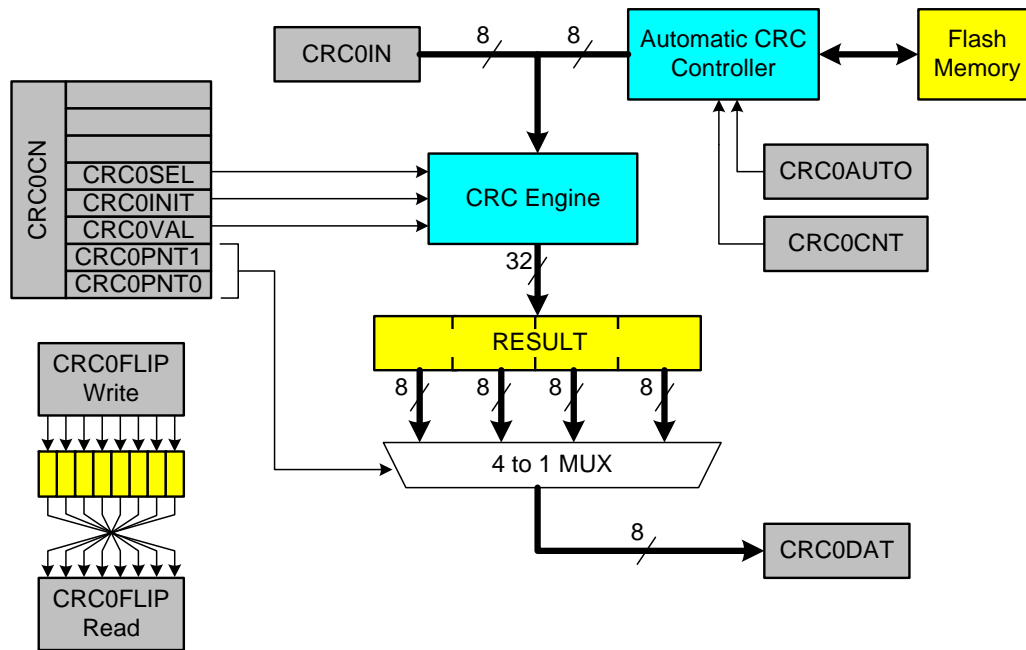 CRC0IN
8
8
Automatic CRC
Controller
Flash
Memory
CRC0CN
CRC0SEL
CRC0INIT
CRC0VAL
CRC0PNT1
CRC0PNT0
CRC Engine
CRC0AUTO
CRC0CNT
32
RESULT
8
8
8
8
4 to 1 MUX
8
CRC0DAT
CRC0FLIP
Write
CRC0FLIP
Read